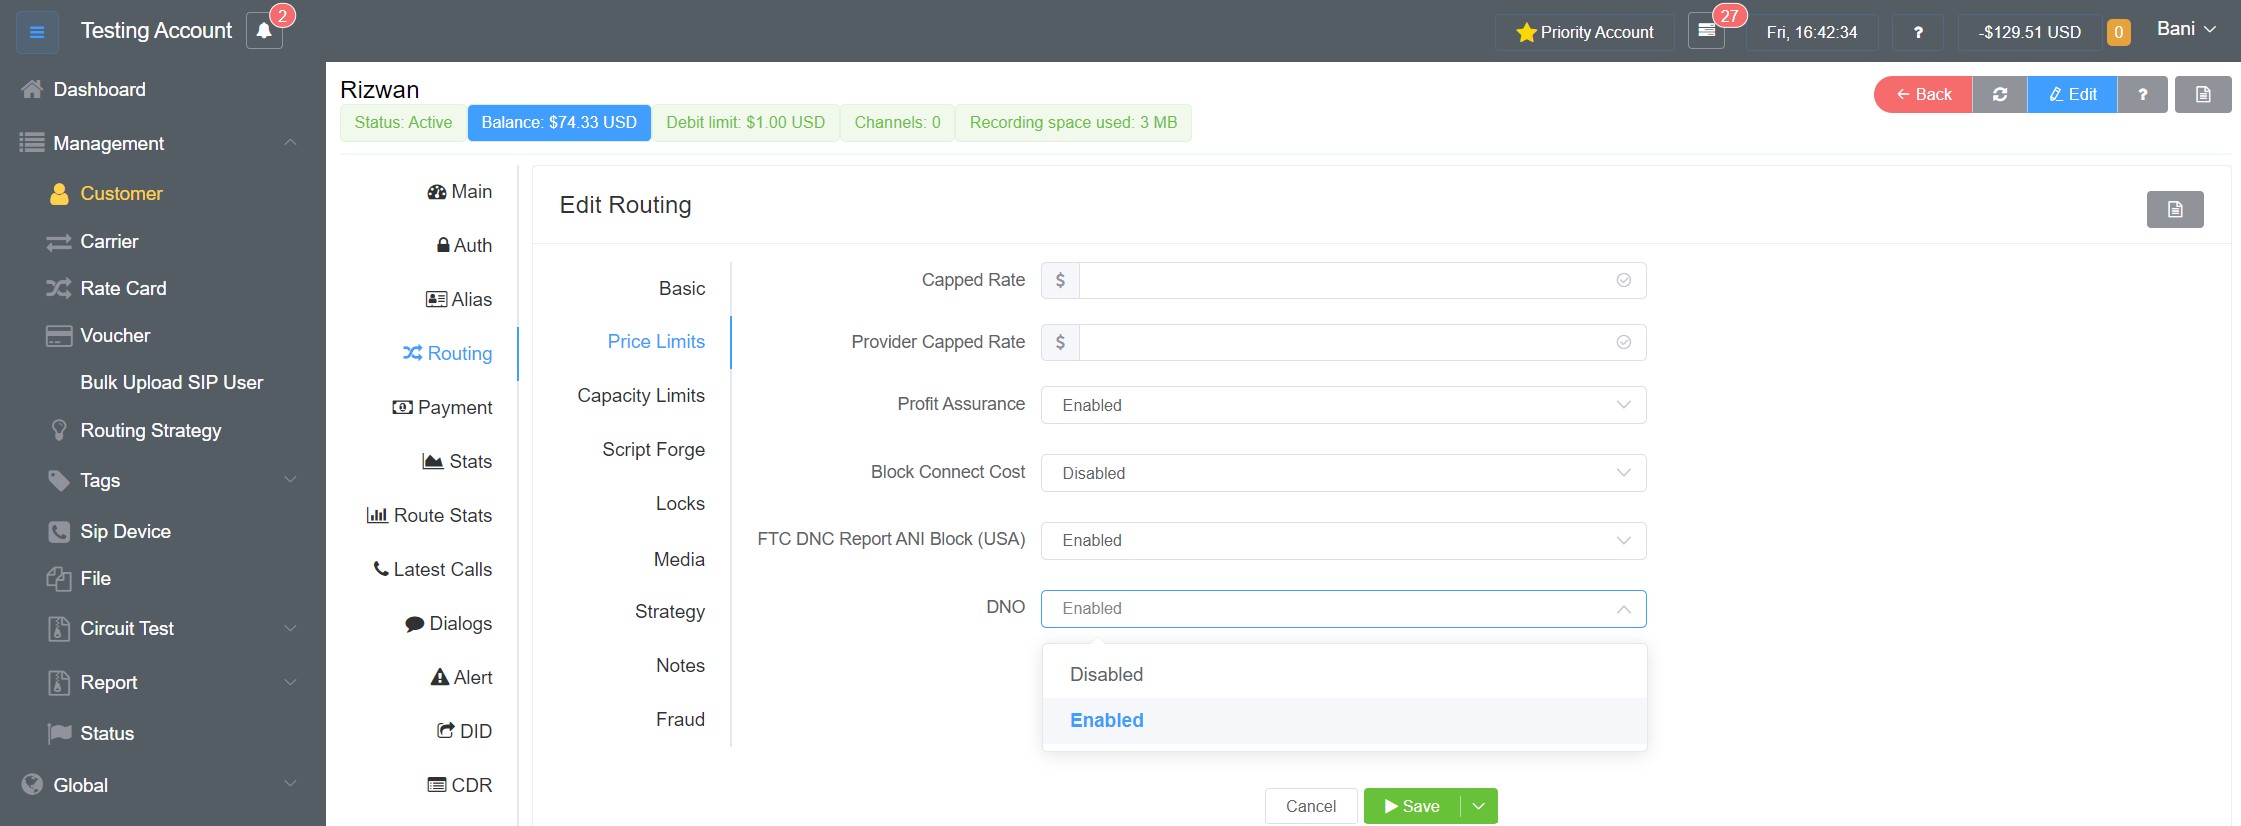 Testing Account
2
Priority Account
27
Fri, 16:42:34
?
-$129.51 USD
0
Bani
Dashboard
Management
Customer
Carrier
Rate Card
Voucher
Bulk Upload SIP User
Routing Strategy
Tags
Sip Device
File
Circuit Test
Report
Status
Global
Rizwan
Status: Active
Balance: $74.33 USD
Debit limit: $1.00 USD
Channels: 0
Recording space used: 3 MB
Back
Edit
?
Main
Auth
Alias
Routing
Payment
Stats
Route Stats
Latest Calls
Dialogs
Alert
DID
CDR
Edit Routing
Basic
Price Limits
Capacity Limits
Script Forge
Locks
Media
Strategy
Notes
Fraud
Capped Rate
$
Provider Capped Rate
$
Profit Assurance
Enabled
Block Connect Cost
Disabled
FTC DNC Report ANI Block (USA)
Enabled
DNO
Enabled
Disabled
Enabled
Cancel
Save